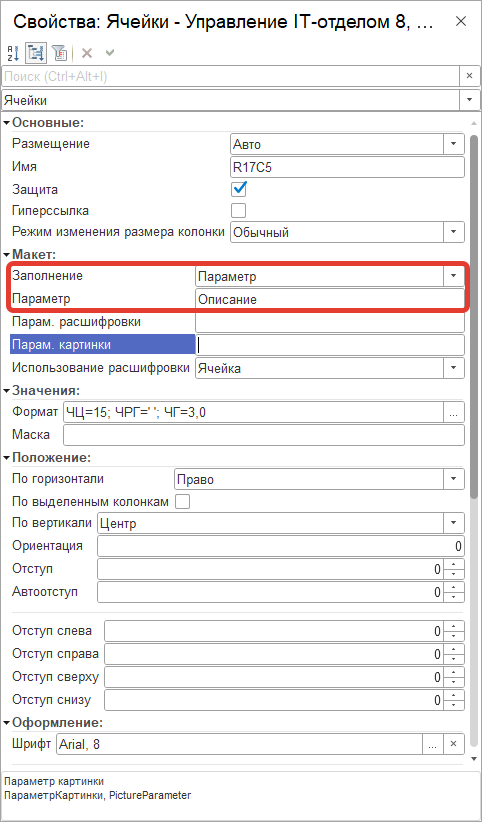 Свойства: Ячейки - Управление IT-отделом 8, ...
Поиск (Ctrl+Alt+I)
Ячейки
Основные:
Размещение Авто
Имя R17C5
Защита
Гиперссылка
Режим изменения размера колонки Обычный
Макет:
Заполнение Параметр
Параметр Описание
Парам. расшифровки
Парам. картинки
Использование расшифровки Ячейка
Значения:
Формат ЧЦ=15; ЧРГ=' '; ЧГ=3,0 ...
Маска
Положение:
По горизонтали Право
По выделенным колонкам
По вертикали Центр
Ориентация 0
Отступ 0
Автоотступ 0
Отступ слева 0
Отступ справа 0
Отступ сверху 0
Отступ снизу 0
Оформление:
Шрифт Arial, 8 ...
Параметр картинки
ПараметрКартинки, PictureParameter